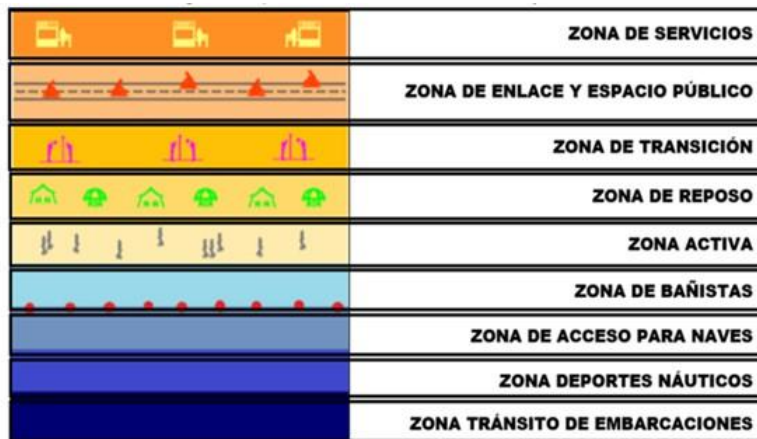 ZONA DE SERVICIOS
ZONA DE ENLACE Y ESPACIO PÚBLICO
ZONA DE TRANSICIÓN
ZONA DE REPOSO
ZONA ACTIVA
ZONA DE BAÑISTAS
ZONA DE ACCESO PARA NAVES
ZONA DEPORTES NÁUTICOS
ZONA TRÁNSITO DE EMBARCACIONES